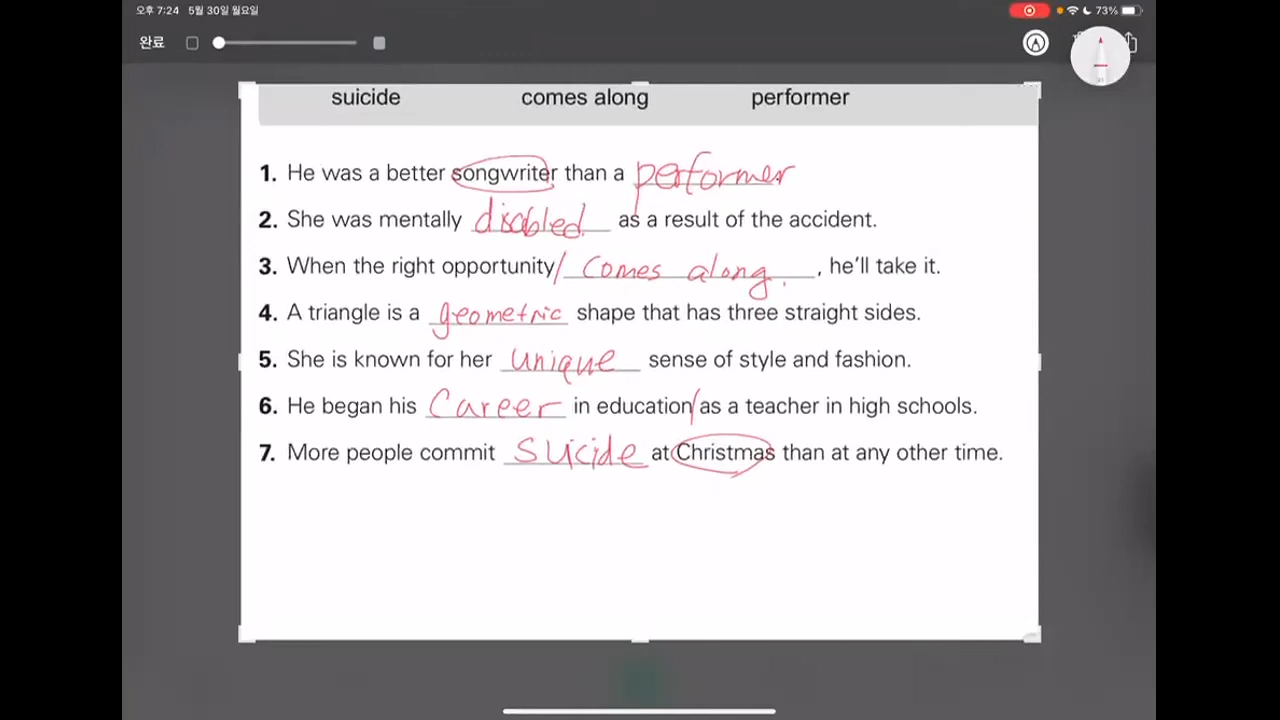 오후 7:24 5월 30일 월요일 73%
완료
suicide comes along performer
1. He was a better songwriter than a performer
2. She was mentally disabled as a result of the accident.
3. When the right opportunity/ comes along, he'll take it.
4. A triangle is a geometric shape that has three straight sides.
5. She is known for her unique sense of style and fashion.
6. He began his Career in education/as a teacher in high schools.
7. More people commit suicide at Christmas than at any other time.